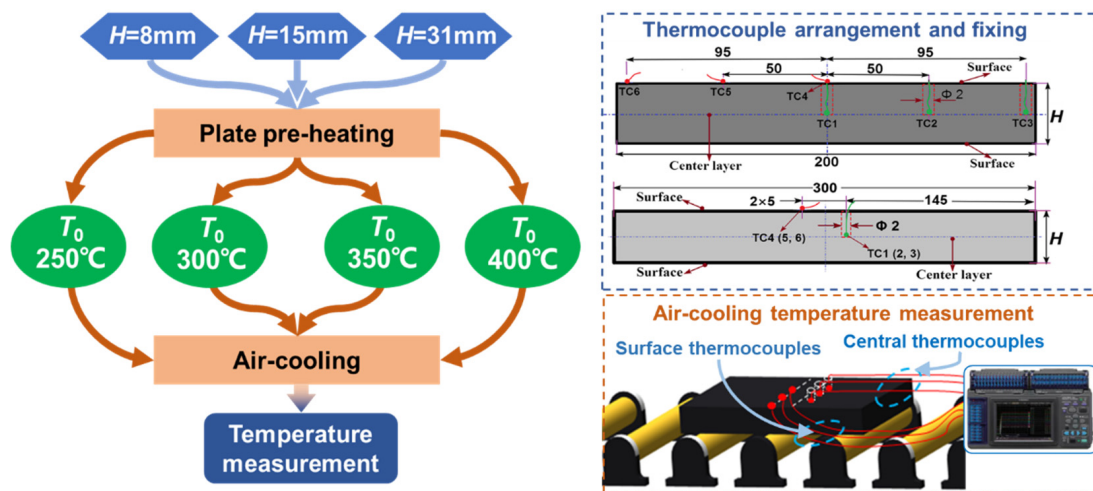 H=8mm
H=15mm
H=31mm
Plate pre-heating
T0
250℃
T0
300℃
T0
350℃
T0
400℃
Air-cooling
Temperature
measurement
Thermocouple arrangement and fixing
95
95
50
50
Surface
TC6
TC5
TC4
Φ 2
TC1
TC2
TC3
H
Center layer
Surface
200
300
Surface
2×5
145
Φ 2
TC4 (5, 6)
H
TC1 (2, 3)
Surface
Center layer
Air-cooling temperature measurement
Surface thermocouples
Central thermocouples